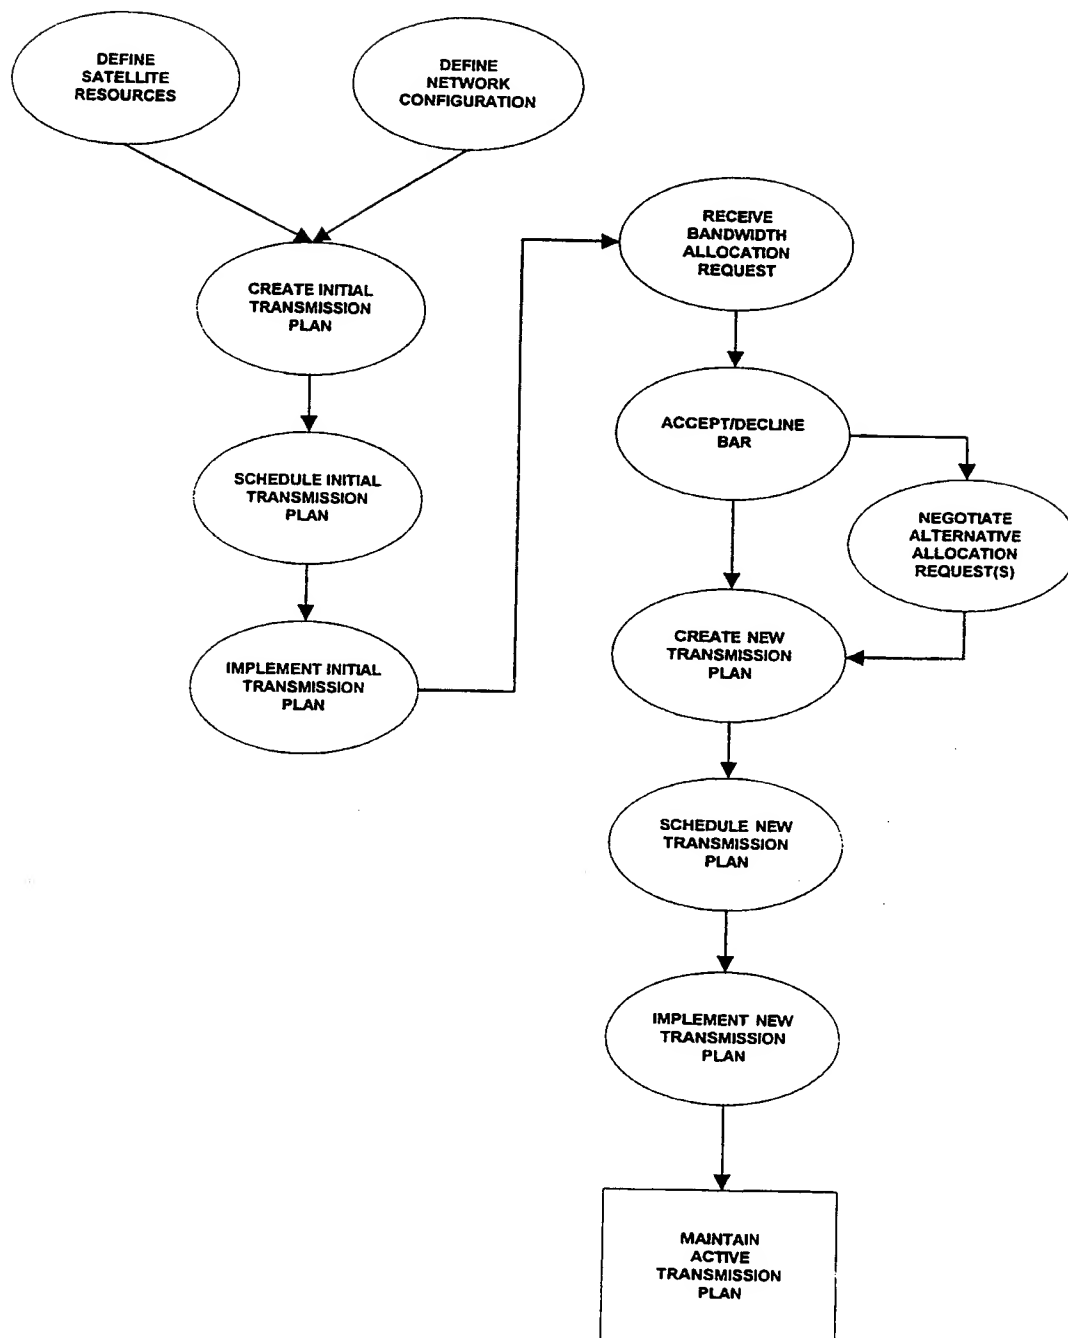 DEFINE
SATELLITE
RESOURCES
DEFINE
NETWORK
CONFIGURATION
CREATE INITIAL
TRANSMISSION
PLAN
SCHEDULE INITIAL
TRANSMISSION
PLAN
IMPLEMENT INITIAL
TRANSMISSION
PLAN
RECEIVE
BANDWIDTH
ALLOCATION
REQUEST
ACCEPT/DECLINE
BAR
NEGOTIATE
ALTERNATIVE
ALLOCATION
REQUEST(S)
CREATE NEW
TRANSMISSION
PLAN
SCHEDULE NEW
TRANSMISSION
PLAN
IMPLEMENT NEW
TRANSMISSION
PLAN
MAINTAIN
ACTIVE
TRANSMISSION
PLAN